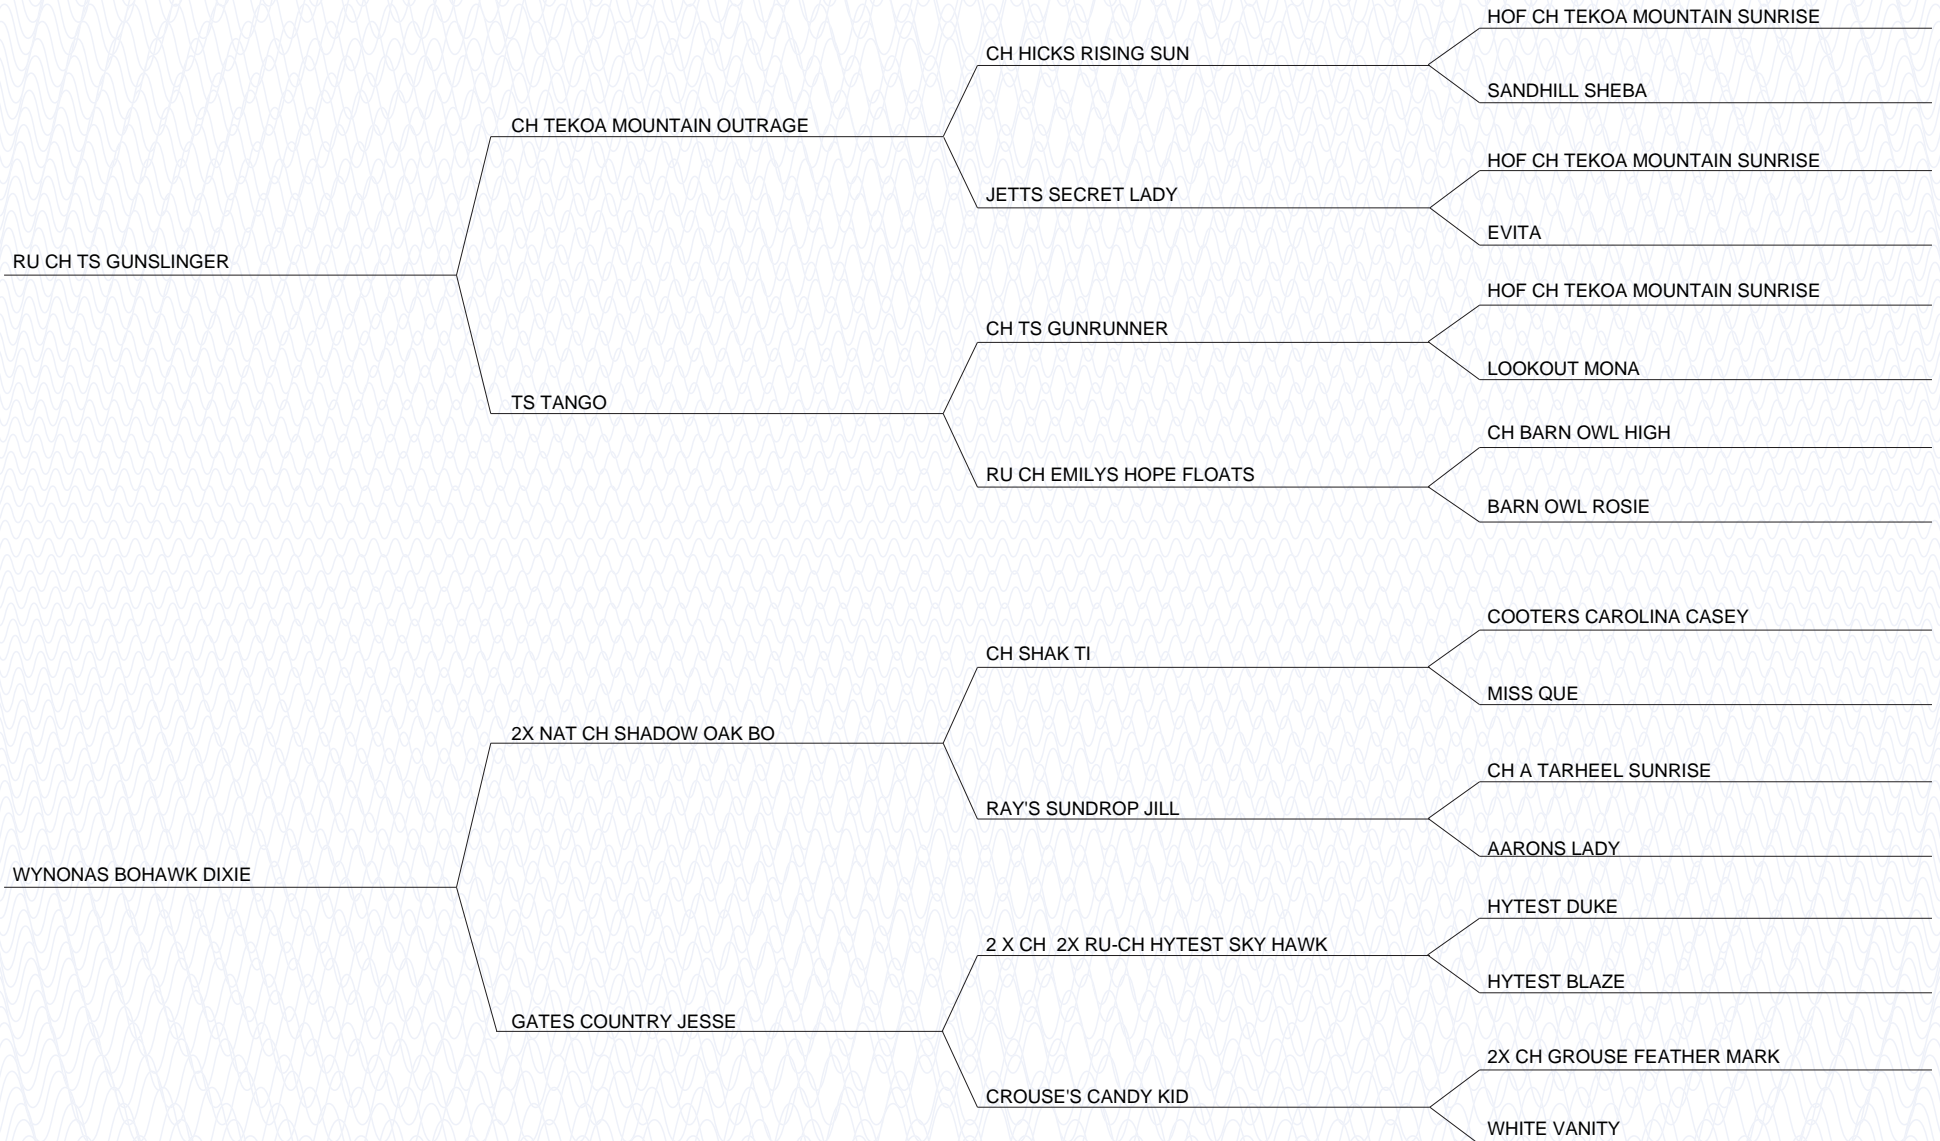 HOF CH TEKOA MOUNTAIN SUNRISE
CH HICKS RISING SUN
SANDHILL SHEBA
CH TEKOA MOUNTAIN OUTRAGE
HOF CH TEKOA MOUNTAIN SUNRISE
JETTS SECRET LADY
EVITA
RU CH TS GUNSLINGER
HOF CH TEKOA MOUNTAIN SUNRISE
CH TS GUNRUNNER
LOOKOUT MONA
TS TANGO
CH BARN OWL HIGH
RU CH EMILYS HOPE FLOATS
BARN OWL ROSIE
COOTERS CAROLINA CASEY
CH SHAK TI
MISS QUE
2X NAT CH SHADOW OAK BO
CH A TARHEEL SUNRISE
RAY'S SUNDROP JILL
AARONS LADY
WYNONAS BOHAWK DIXIE
HYTEST DUKE
2 X CH  2X RU-CH HYTEST SKY HAWK
HYTEST BLAZE
GATES COUNTRY JESSE
2X CH GROUSE FEATHER MARK
CROUSE'S CANDY KID
WHITE VANITY